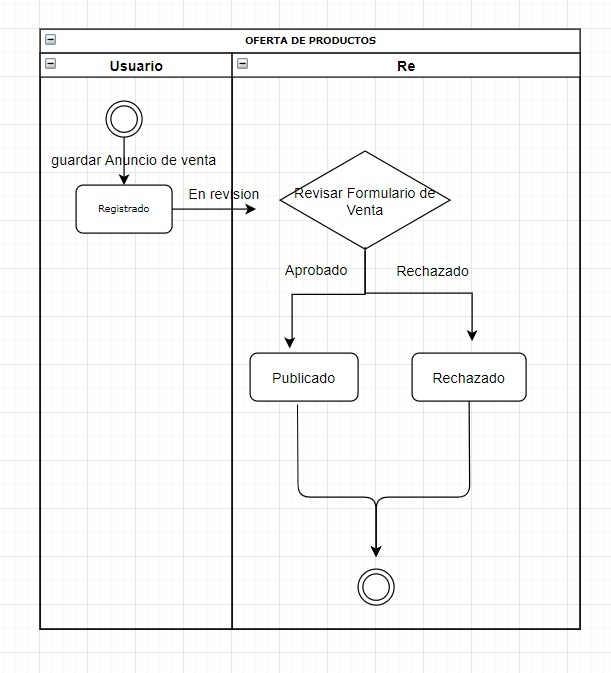 OFERTA DE PRODUCTOS
Usuario
Re
guardar Anuncio de venta
Registrado
En revision
Revisar Formulario de
Venta
Aprobado
Rechazado
Publicado
Rechazado